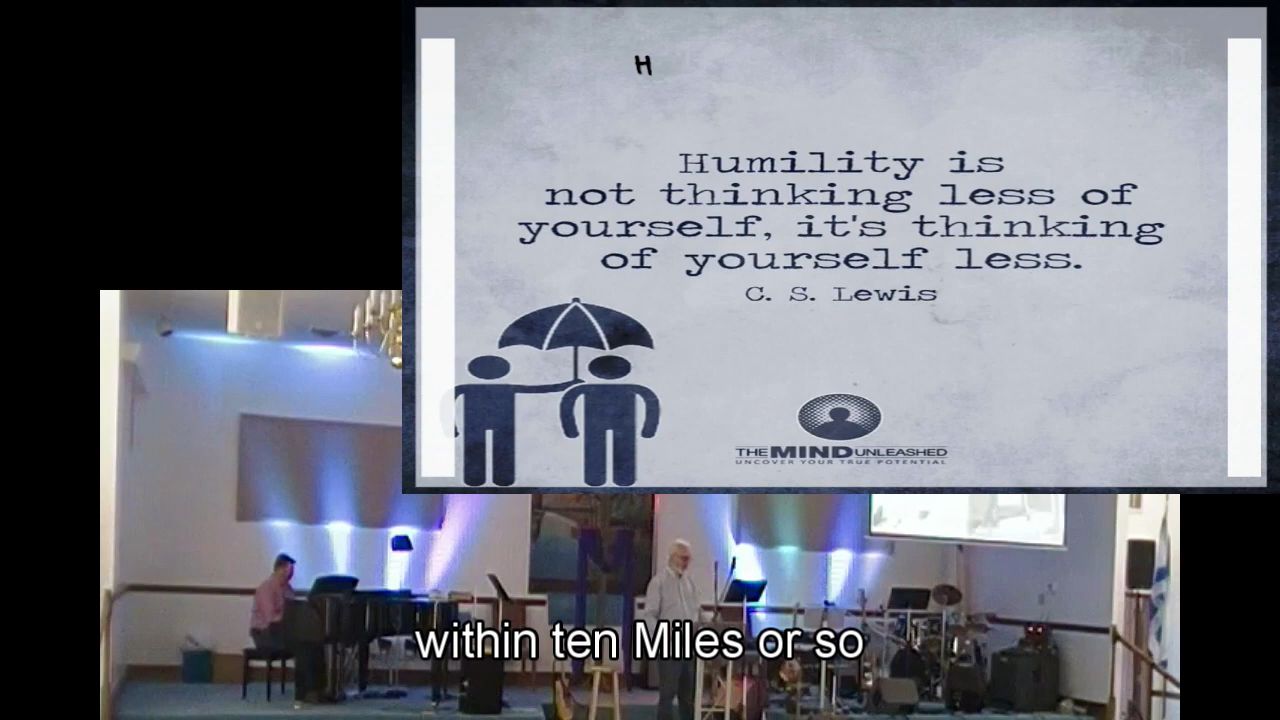 H
Humility is
not thinking less of
yourself, it's thinking
of yourself less.
C. S. Lewis
THE MIND UNLEASHED
UNCOVER YOUR TRUE POTENTIAL
within ten Miles or so